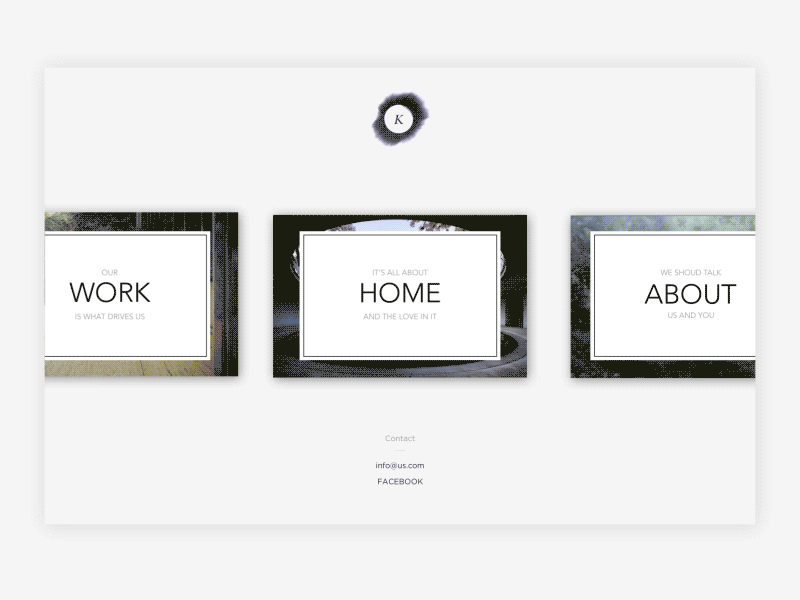 K
OUR
WORK
IS WHAT DRIVES US
IT'S ALL ABOUT
HOME
AND THE LOVE IN IT
WE SHOUD TALK
ABOUT
US AND YOU
Contact
info@us.com
FACEBOOK